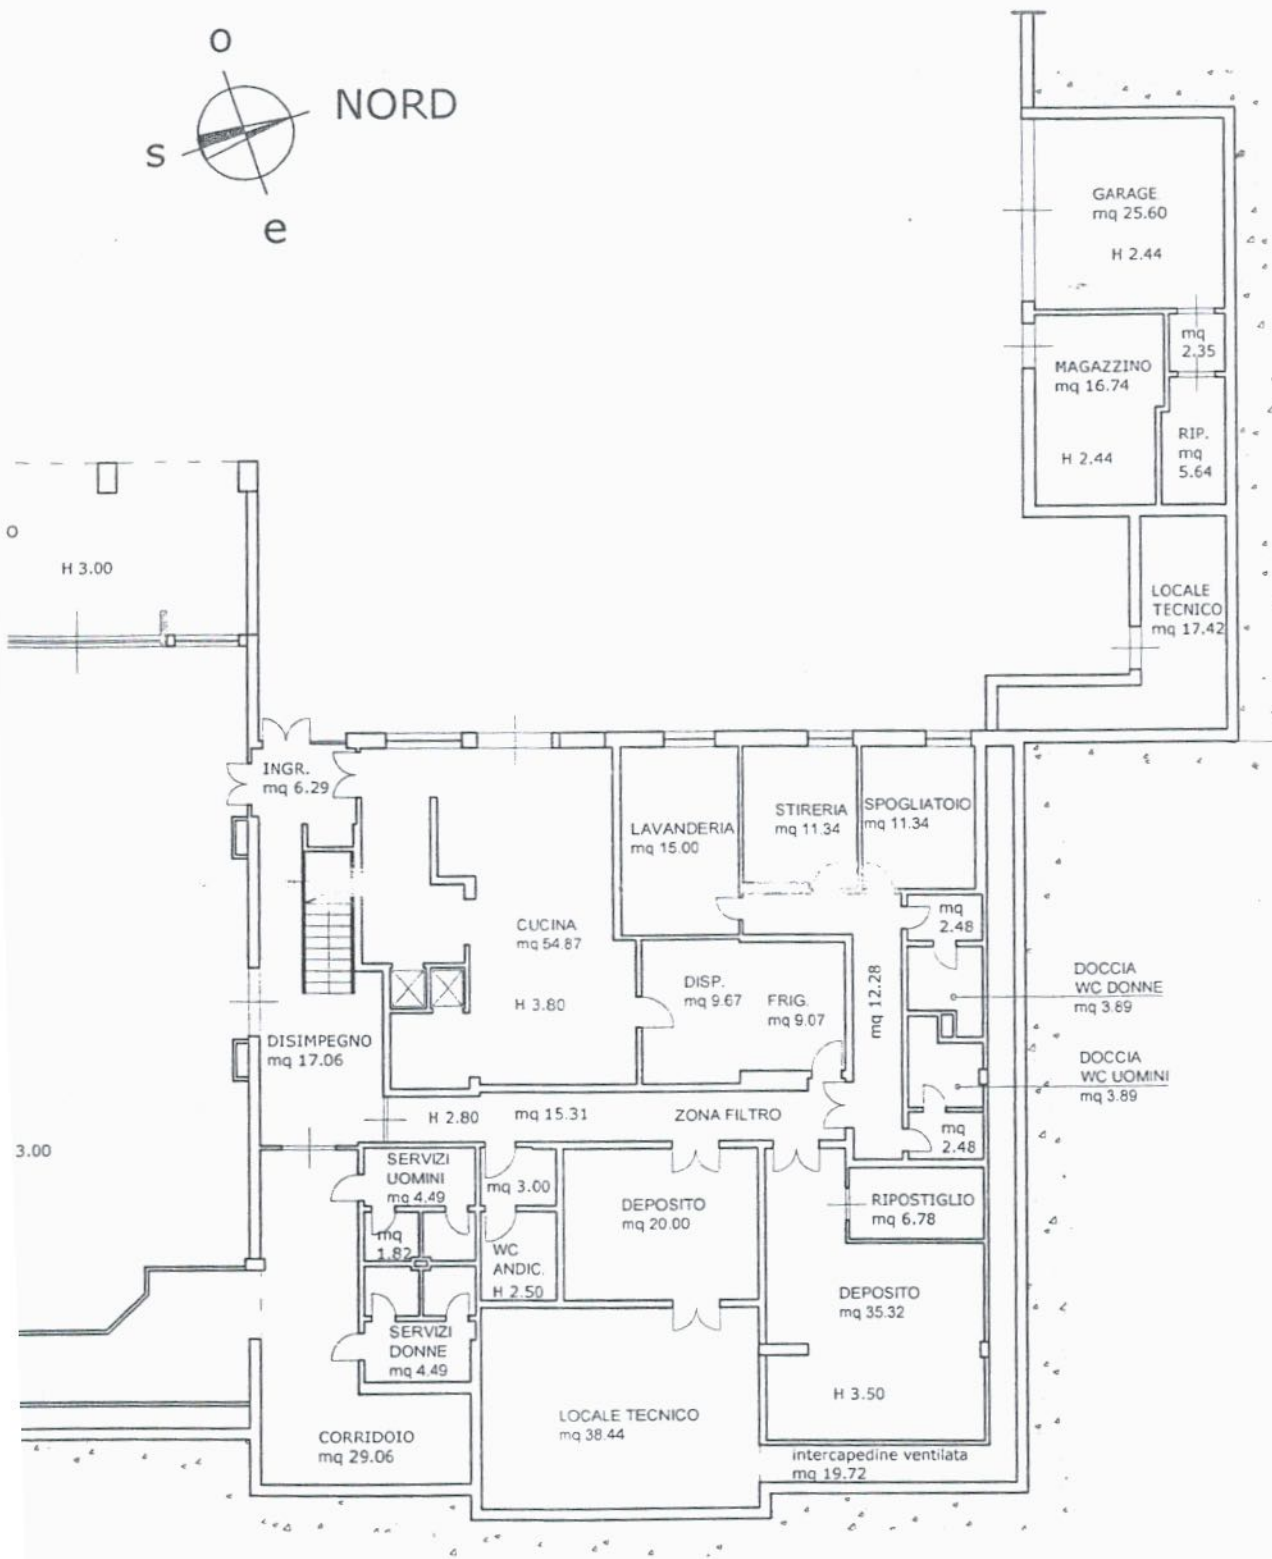 o
NORD
s
e
GARAGE
mq 25.60
H 2.44
mq
2.35
MAGAZZINO
mq 16.74
H 2.44
RIP.
mq
5.64
o
H 3.00
LOCALE
TECNICO
mq 17.42
INGR.
mq 6.29
LAVANDERIA
mq 15.00
STIRERIA
mq 11.34
SPOGLIATOIO
mq 11.34
CUCINA
mq 54.87
H 3.80
mq
2.48
DISP.
mq 9.67
FRIG.
mq 9.07
mq 12.28
DOCCIA
WC DONNE
mq 3.89
DISIMPEGNO
mq 17.06
DOCCIA
WC UOMINI
mq 3.89
H 2.80
mq 15.31
ZONA FILTRO
mq
2.48
3.00
SERVIZI
UOMINI
mq 4.49
mq 3.00
DEPOSITO
mq 20.00
RIPOSTIGLIO
mq 6.78
mq
1.82
WC
ANDIC.
H 2.50
DEPOSITO
mq 35.32
H 3.50
SERVIZI
DONNE
mq 4.49
LOCALE TECNICO
mq 38.44
CORRIDOIO
mq 29.06
intercapedine ventilata
mq 19.72